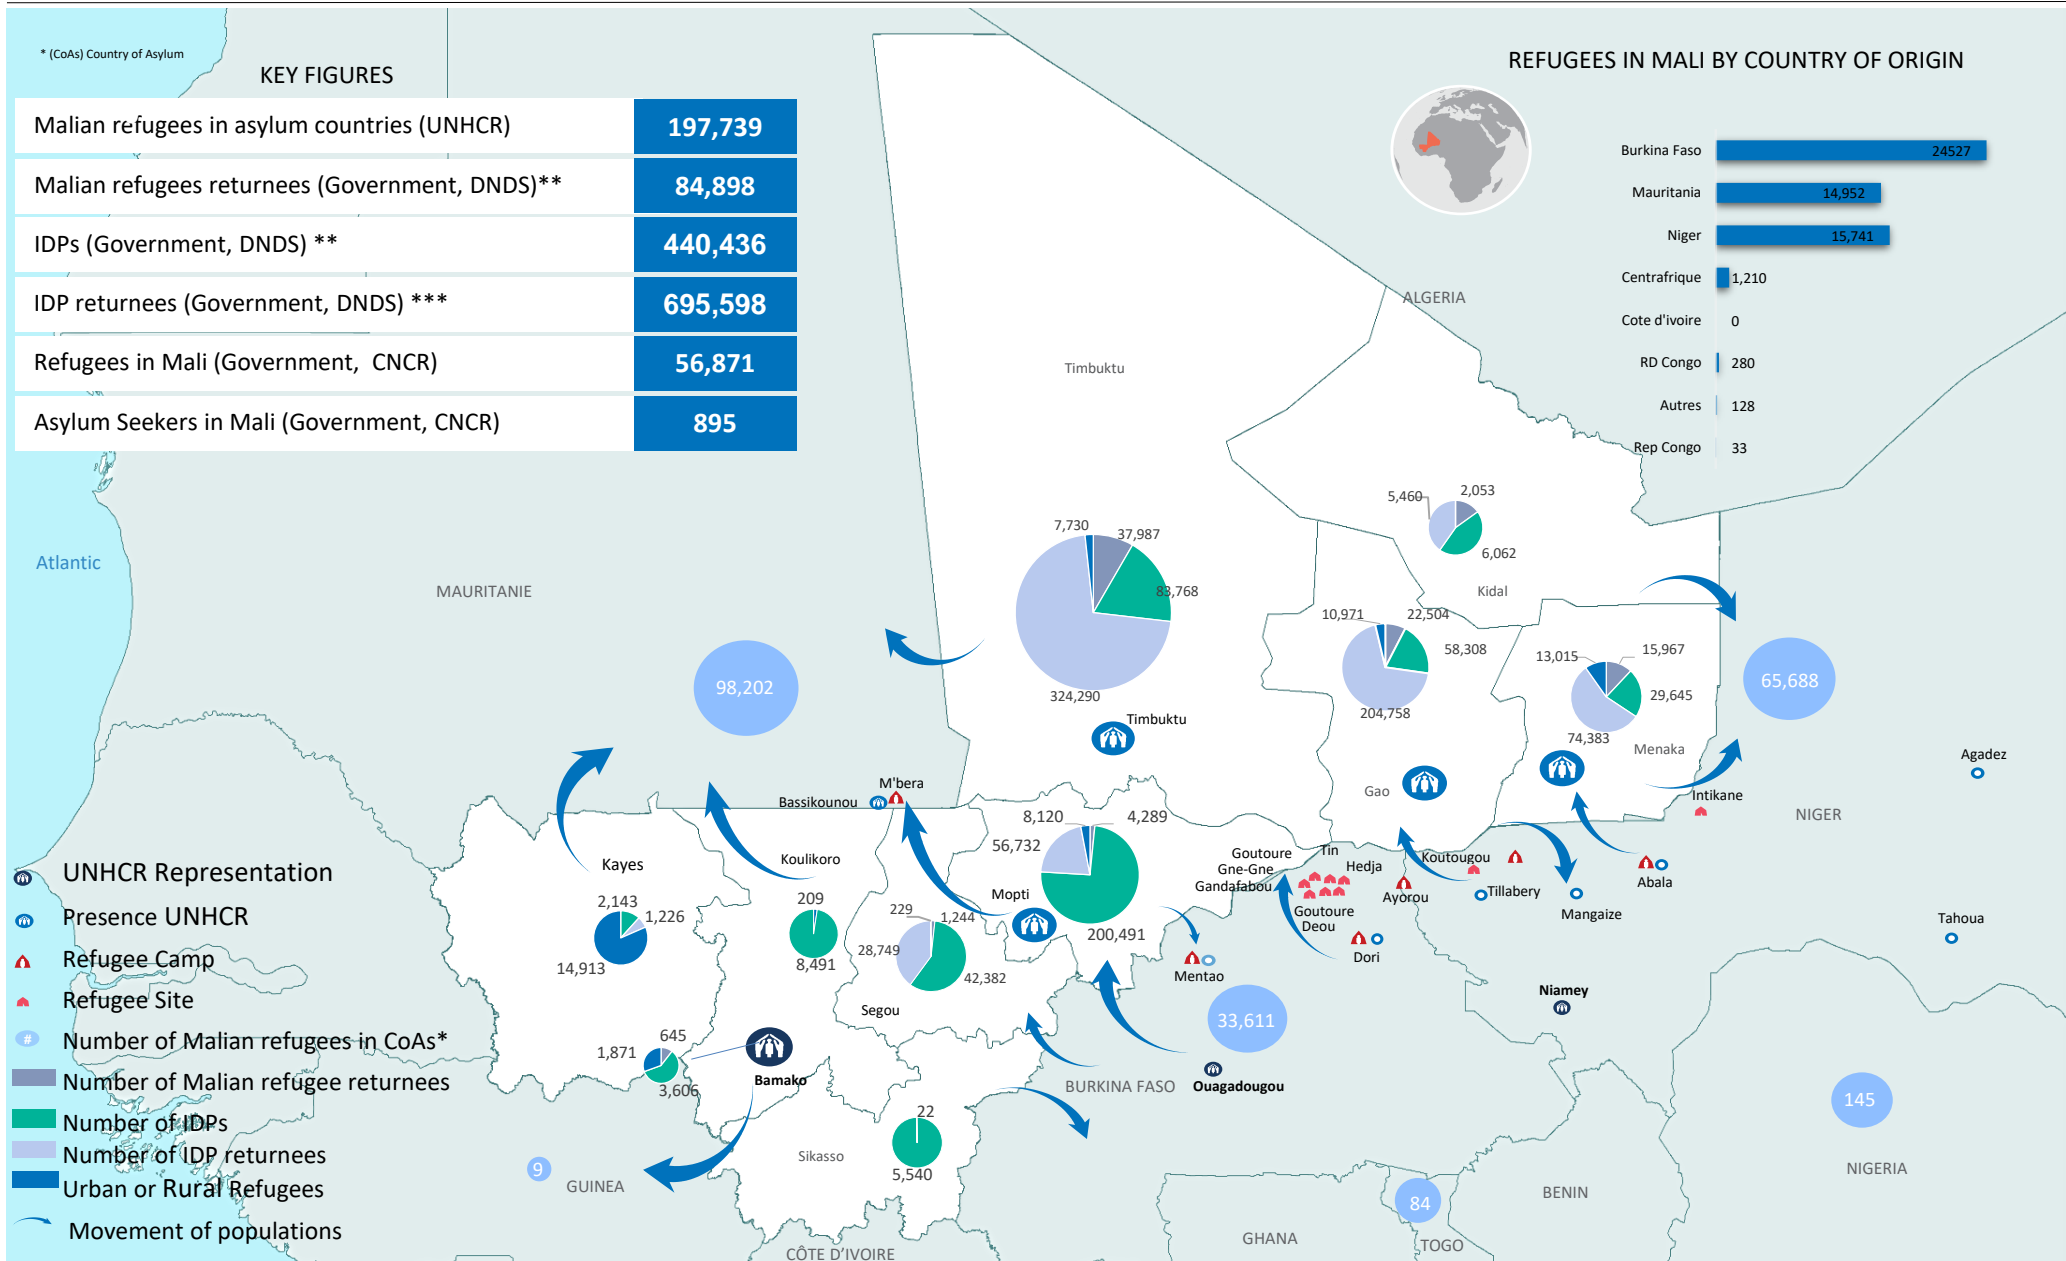 * (CoAs) Country of Asylum
KEY FIGURES
Malian refugees in asylum countries (UNHCR) 197,739
Malian refugees returnees (Government, DNDS)** 84,898
IDPs (Government, DNDS) ** 440,436
IDP returnees (Government, DNDS) *** 695,598
Refugees in Mali (Government, CNCR) 56,871
Asylum Seekers in Mali (Government, CNCR) 895
REFUGEES IN MALI BY COUNTRY OF ORIGIN
Burkina Faso 24527
Mauritania 14,952
Niger 15,741
Centrafrique 1,210
Cote d'ivoire 0
RD Congo 280
Autres 128
Rep Congo 33
ALGERIA
Timbuktu
Atlantic
MAURITANIE
98,202
7,730
37,987
83,768
324,290
Timbuktu
5,460
2,053
6,062
Kidal
10,971
22,504
58,308
204,758
Gao
13,015
15,967
29,645
74,383
Menaka
65,688
Agadez
Intikane
NIGER
M'bera
Bassikounou
Kayes
2,143
1,226
14,913
Koulikoro
209
8,491
229
1,244
28,749
42,382
Segou
8,120
4,289
56,732
Mopti
200,491
Goutoure
Gne-Gne
Gandafabou
Tin
Hedja
Koutougou
Ayorou
Tillabery
Goutoure
Deou
Dori
Mangaize
Abala
Tahoua
Mentao
33,611
Niamey
Ouagadougou
BURKINA FASO
1,871
645
3,606
Bamako
22
5,540
Sikasso
9
GUINEA
145
NIGERIA
BENIN
84
TOGO
GHANA
CÔTE D'IVOIRE
UNHCR Representation
Presence UNHCR
Refugee Camp
Refugee Site
# Number of Malian refugees in CoAs*
Number of Malian refugee returnees
Number of IDPs
Number of IDP returnees
Urban or Rural Refugees
Movement of populations